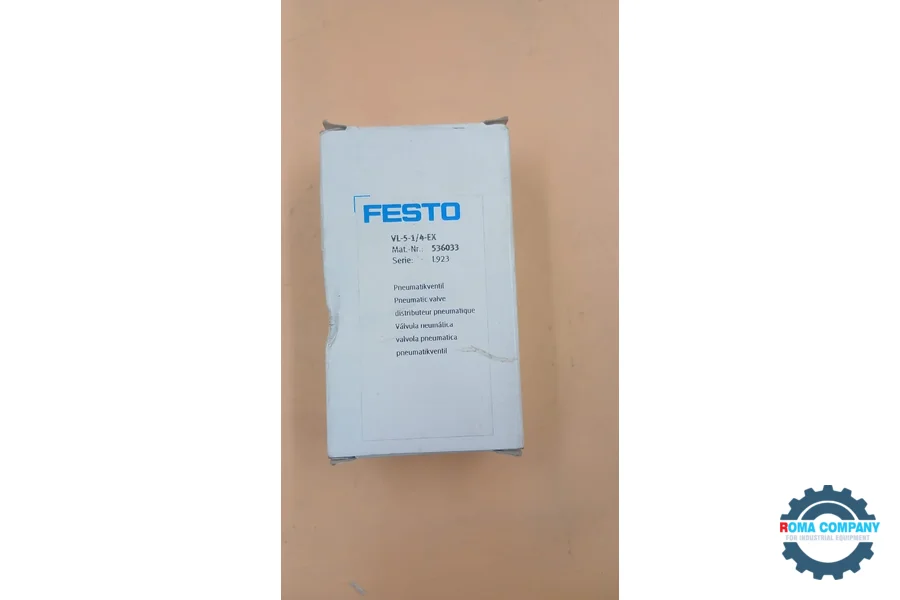 FESTO
VL-5-1/4-EX
Mat.-Nr.: 536033
Serie: L923
Pneumatikventil
Pneumatic valve
distributeur pneumatique
Válvula neumática
valvola pneumatica
pneumatikventil
ROMA COMPANY
FOR INDUSTRIAL EQUIPMENT